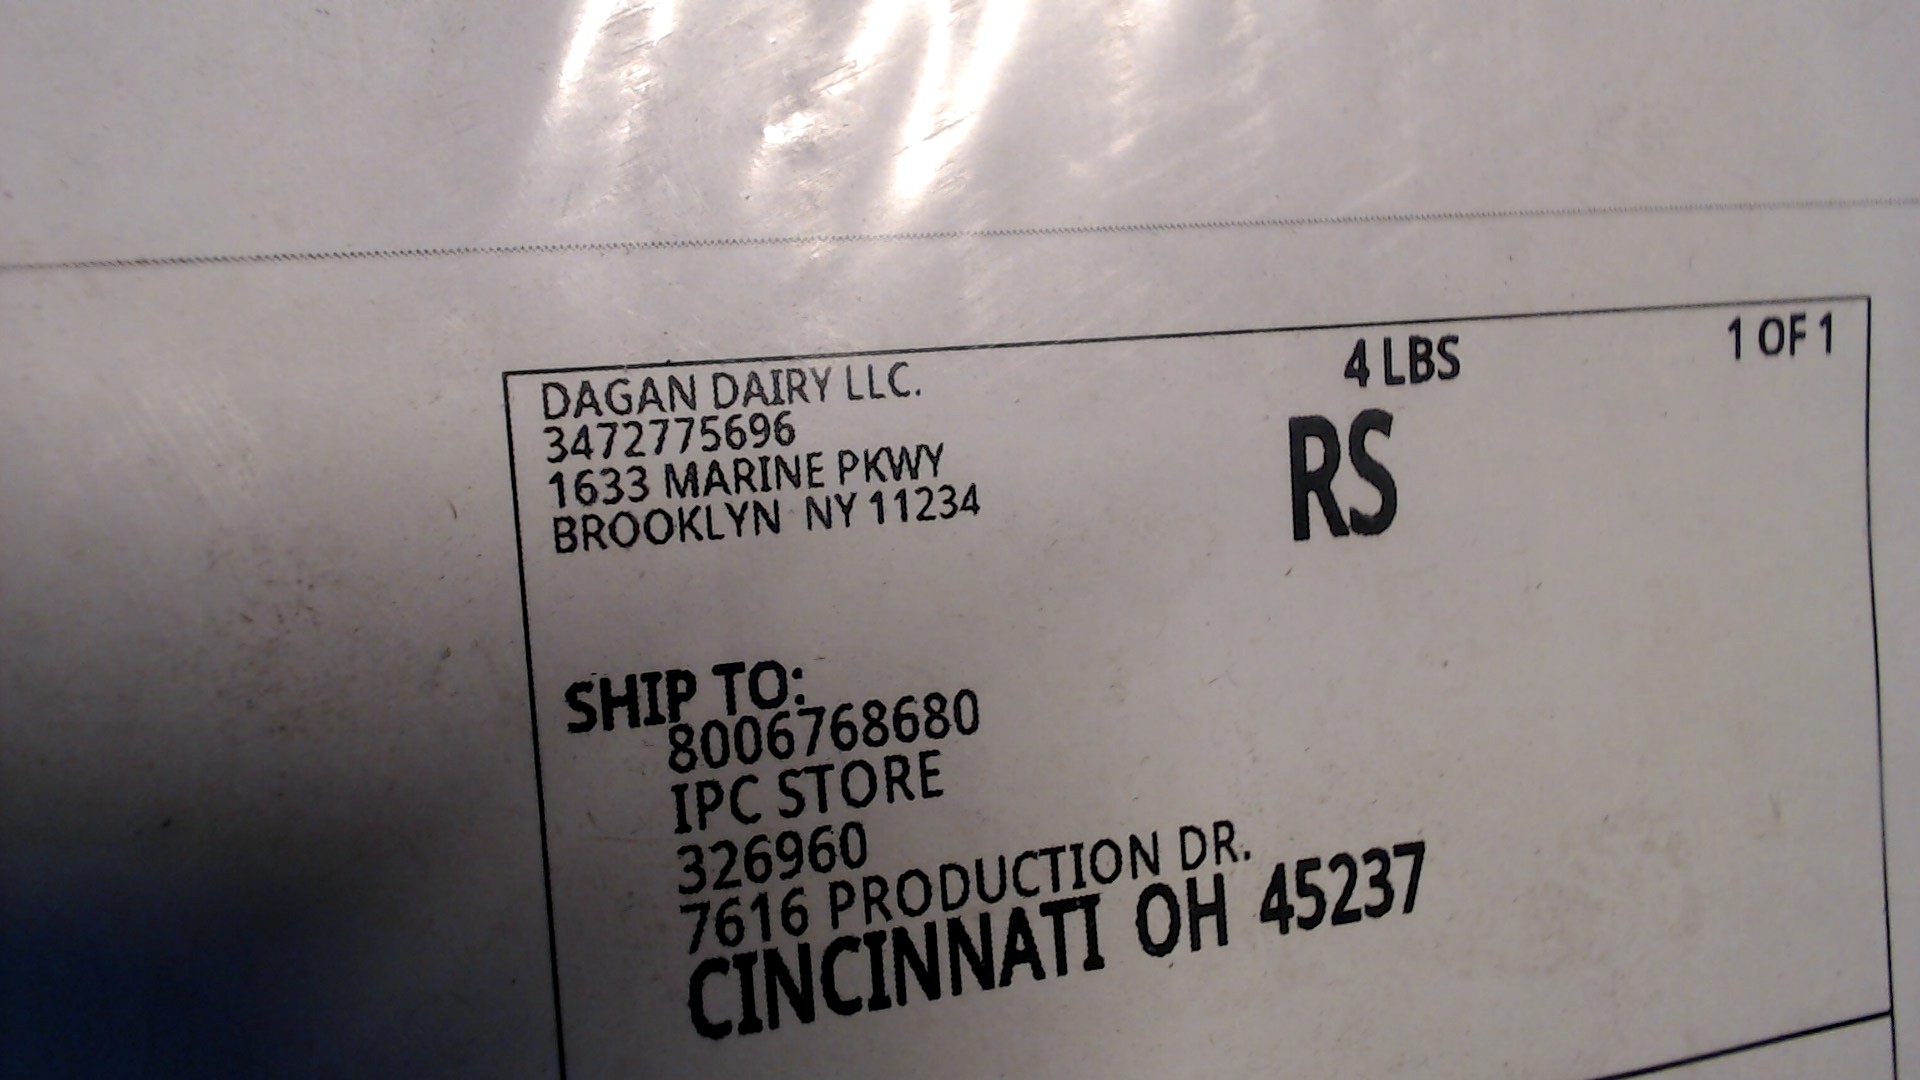 DAGAN DAIRY LLC.
3472775696
1633 MARINE PKWY
BROOKLYN NY 11234
4 LBS
1 OF 1
RS
SHIP TO:
8006768680
IPC STORE
326960
7616 PRODUCTION DR.
CINCINNATI OH 45237